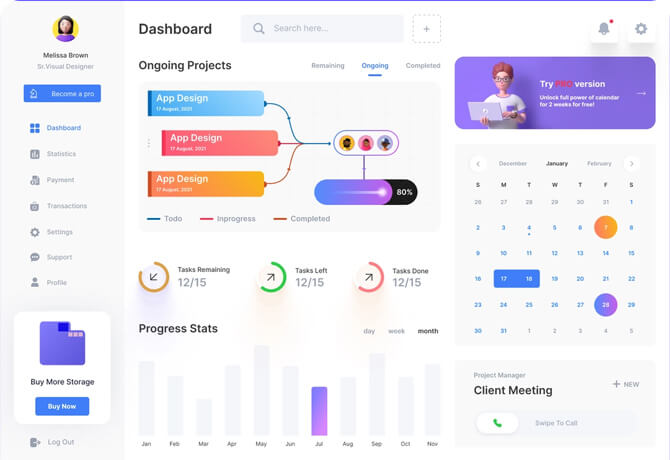 Melissa Brown
Sr.Visual Designer
Become a pro
Dashboard
Statistics
Payment
Transactions
Settings
Support
Profile
Buy More Storage
Buy Now
Log Out
Dashboard
Search here...
+
Ongoing Projects
Remaining
Ongoing
Completed
App Design
17 August, 2021
App Design
17 August, 2021
App Design
17 August, 2021
80%
Todo
Inprogress
Completed
Tasks Remaining
12/15
Tasks Left
12/15
Tasks Done
12/15
Progress Stats
day week month
Jan Feb Mar Apr May Jun Jul Aug Sep Oct Nov
Try PRO version
Unlock full power of calendar
for 2 weeks for free!
December January February
S M T W T F S
26 27 28 29 30 31 1
2 2 3 4 6 7 8
9 10 11 12 13 14 15
16 17 18 19 20 21 22
23 24 25 26 27 28 29
30 31 1 2 3 4 5
Project Manager
Client Meeting
+ NEW
Swipe To Call